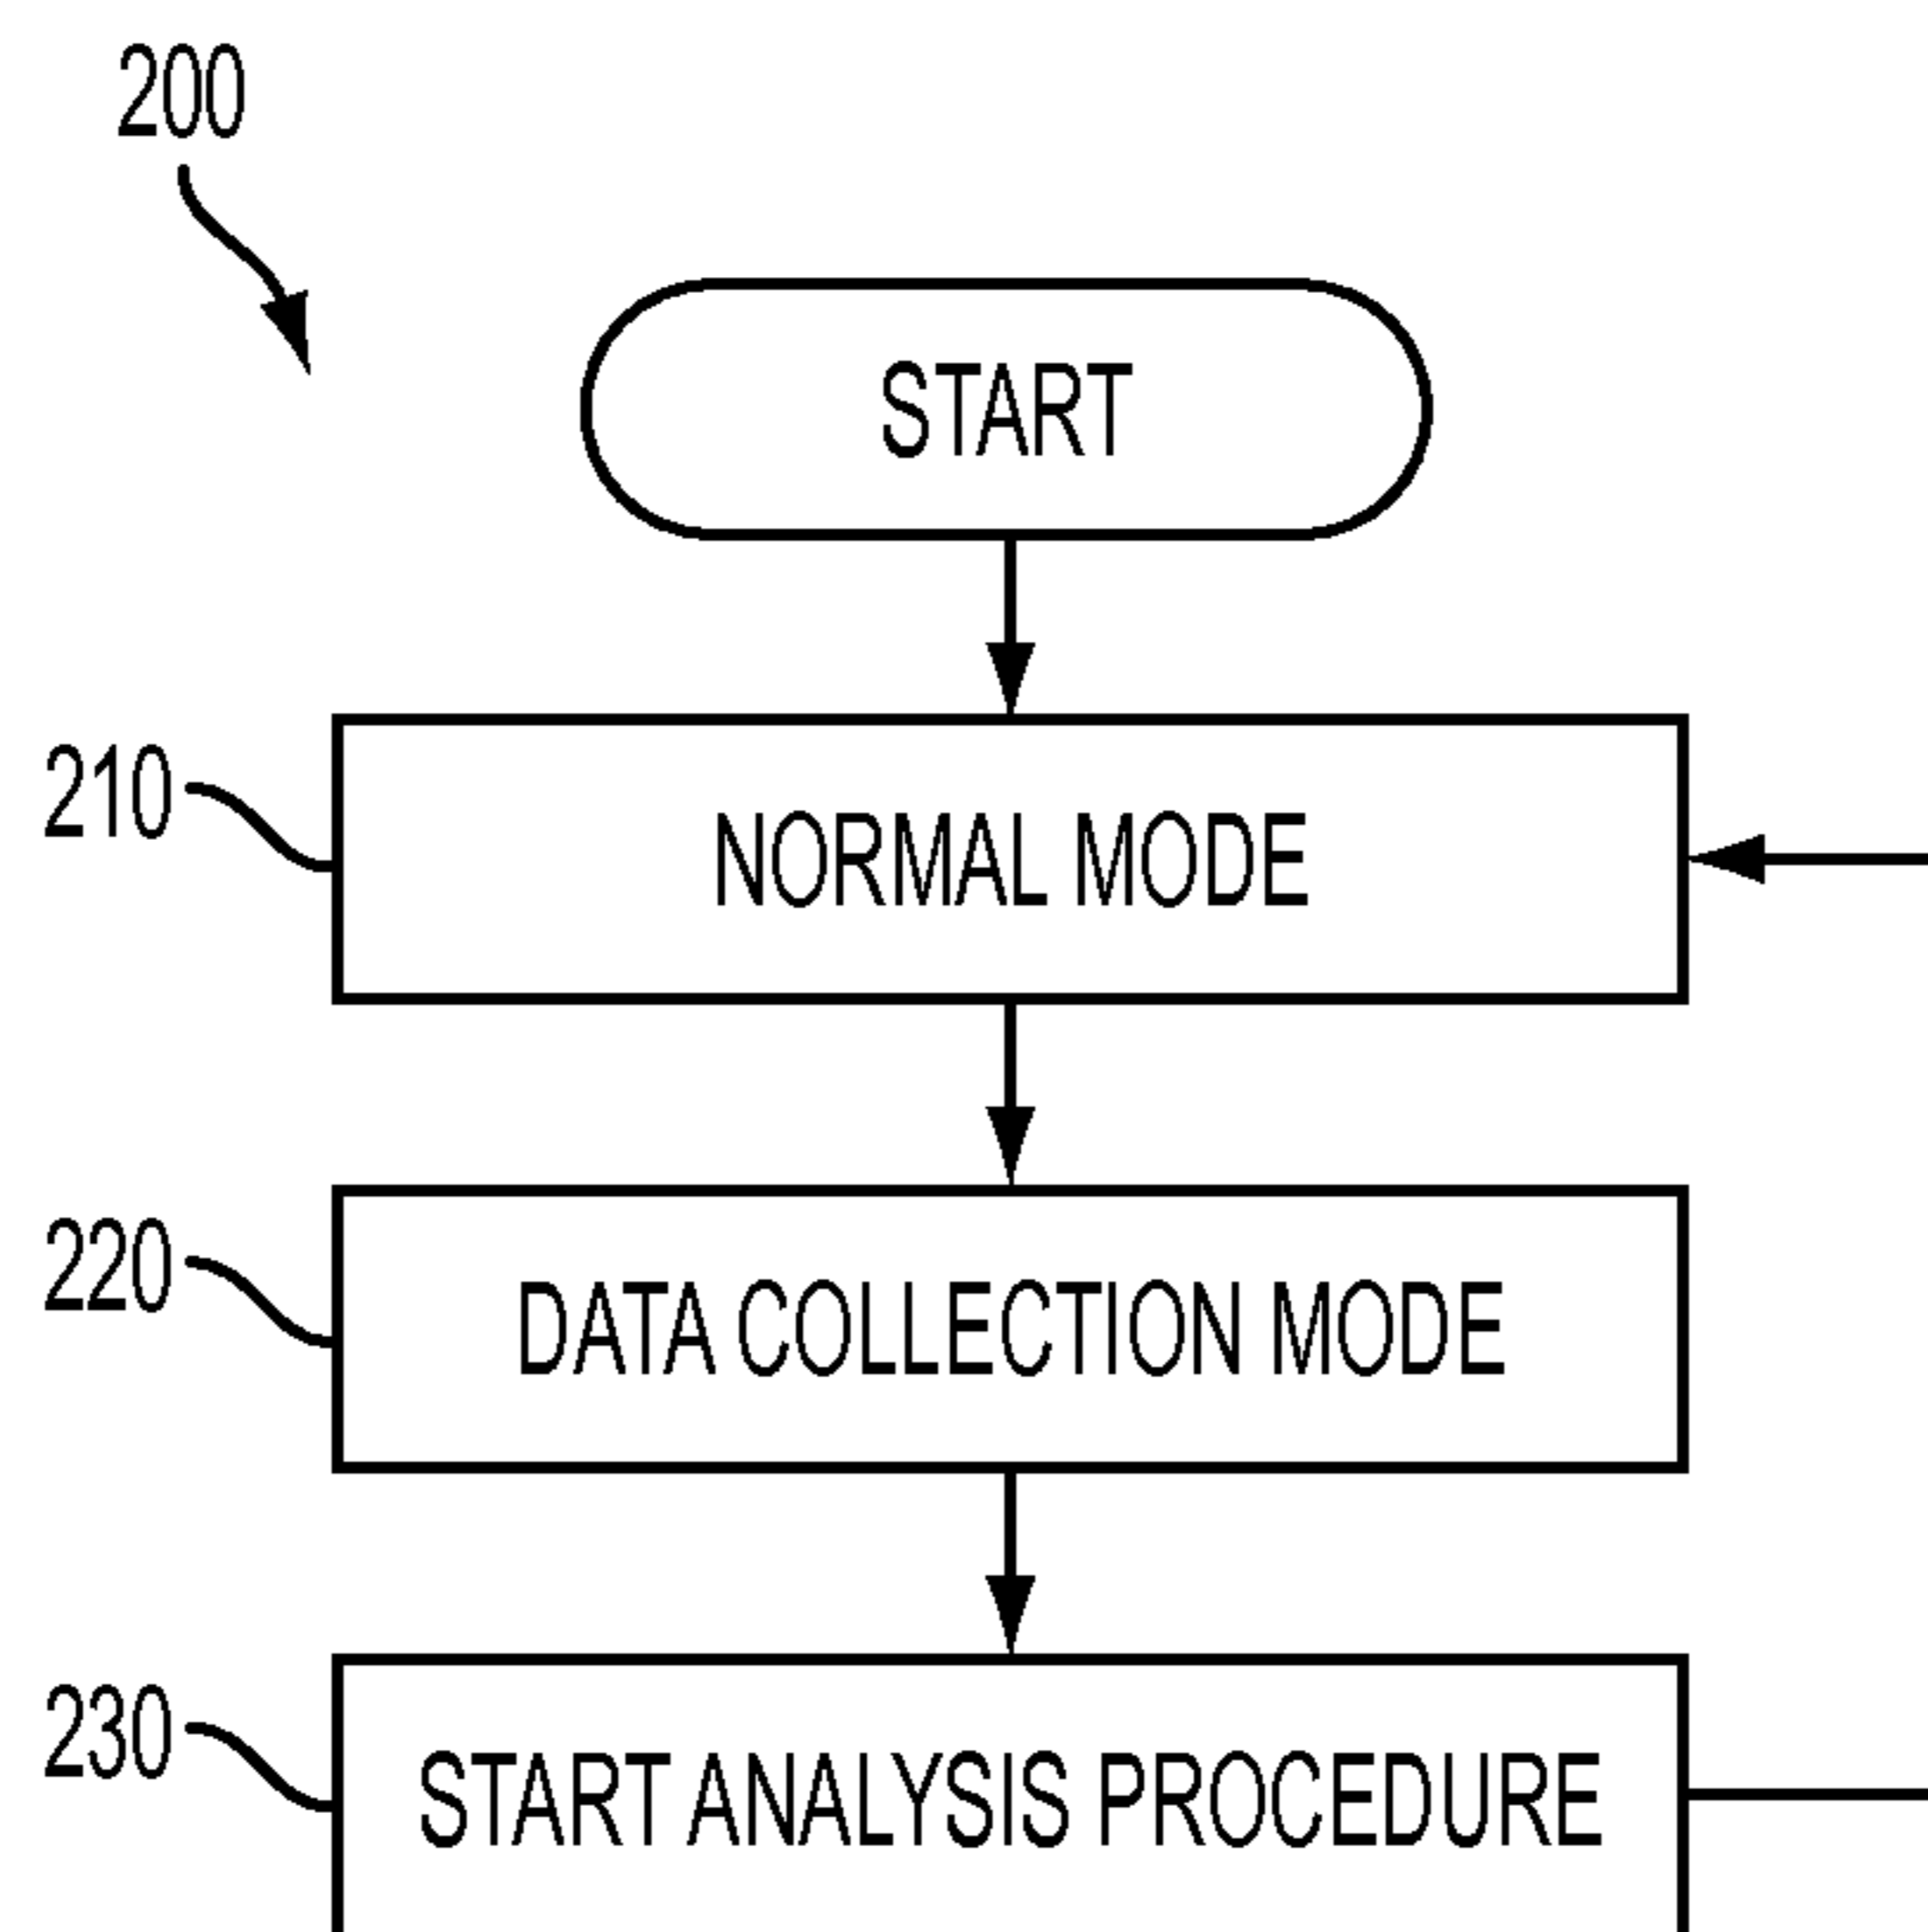 200
START
210
NORMAL MODE
220
DATA COLLECTION MODE
230
START ANALYSIS PROCEDURE